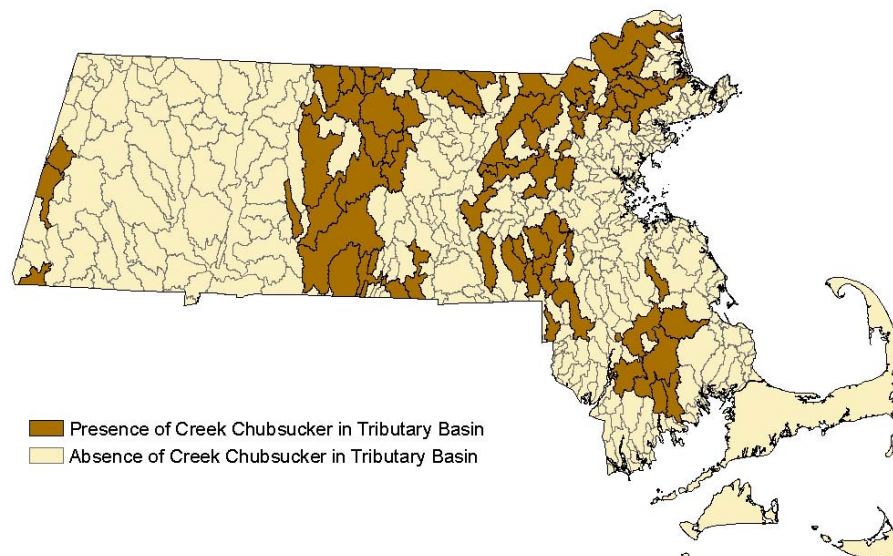 Presence of Creek Chubsucker in Tributary Basin
Absence of Creek Chubsucker in Tributary Basin